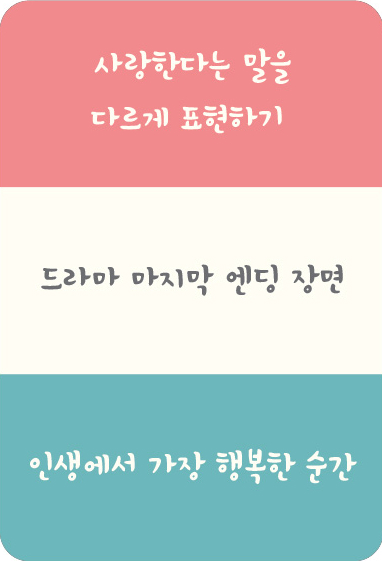 사랑한다는 말을
다르게 표현하기
드라마 마지막 엔딩 장면
인생에서 가장 행복한 순간